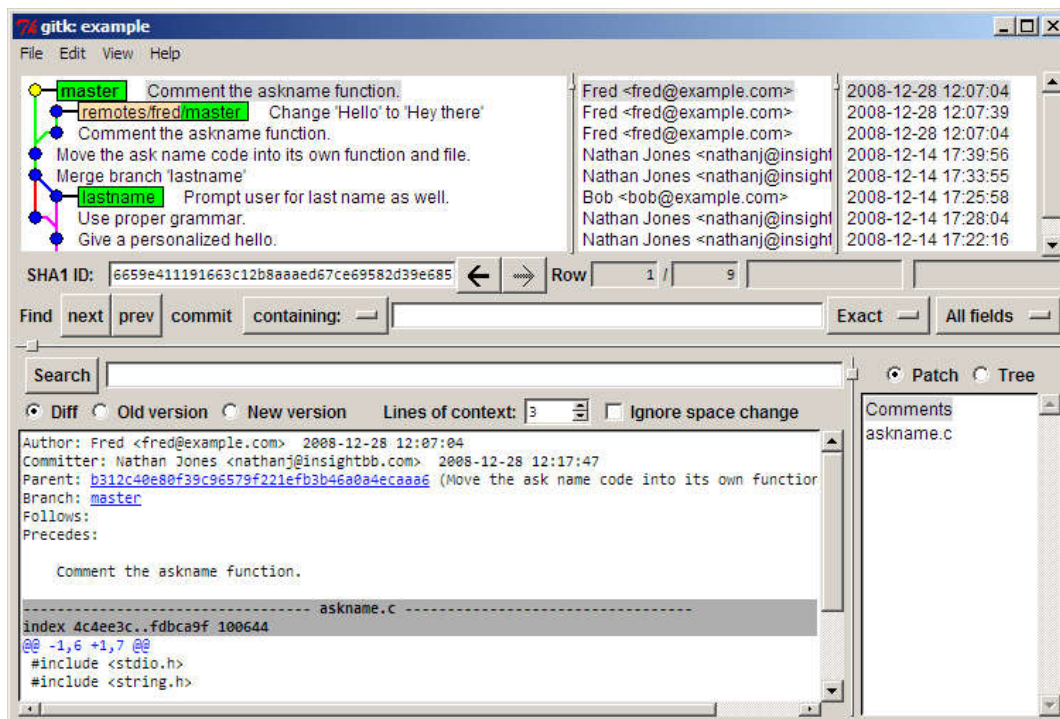 gitk: example
File Edit View Help
master Comment the askname function. Fred <fred@example.com> 2008-12-28 12:07:04
remotes/fred/master Change 'Hello' to 'Hey there' Fred <fred@example.com> 2008-12-28 12:07:39
Comment the askname function. Fred <fred@example.com> 2008-12-28 12:07:04
Move the ask name code into its own function and file. Nathan Jones <nathanj@insight 2008-12-14 17:39:56
Merge branch 'lastname' Nathan Jones <nathanj@insight 2008-12-14 17:33:55
lastname Prompt user for last name as well. Bob <bob@example.com> 2008-12-14 17:25:58
Use proper grammar. Nathan Jones <nathanj@insight 2008-12-14 17:28:04
Give a personalized hello. Nathan Jones <nathanj@insight 2008-12-14 17:22:16
SHA1 ID: 6659e411191663c12b8aaaed67ce69582d39e685 Row 1 / 9
Find next prev commit containing: Exact All fields
Search Patch Tree
Diff Old version New version Lines of context: 3 Ignore space change
Comments
askname.c
Author: Fred <fred@example.com> 2008-12-28 12:07:04
Committer: Nathan Jones <nathanj@insightbb.com> 2008-12-28 12:17:47
Parent: b312c40e80f39c96579f221efb3b46a0a4ecaaa6 (Move the ask name code into its own function
Branch: master
Follows:
Precedes:
Comment the askname function.
---------------------------------- askname.c ----------------------------------
index 4c4ee3c..fdbca9f 100644
@@ -1,6 +1,7 @@
#include <stdio.h>
#include <string.h>